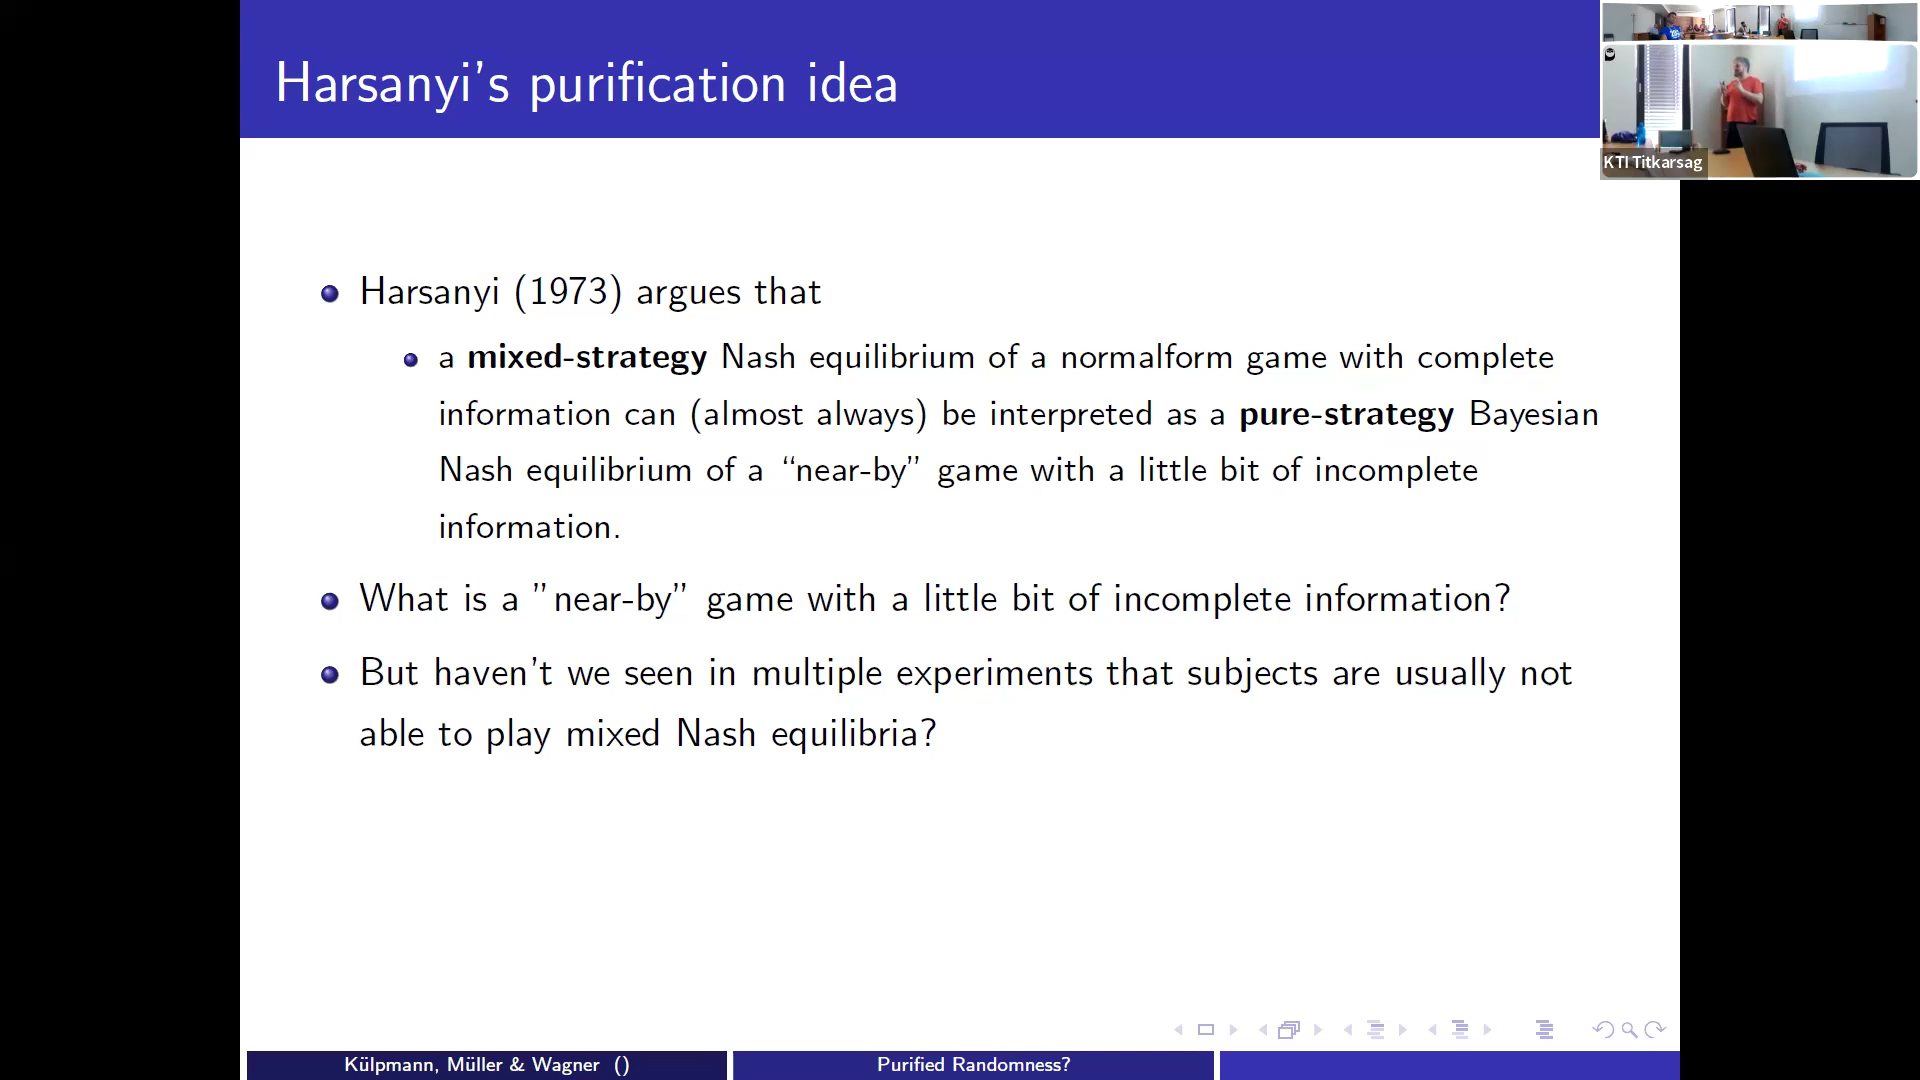 Harsanyi's purification idea
KTI Titkarsag
Harsanyi (1973) argues that
a mixed-strategy Nash equilibrium of a normalform game with complete
information can (almost always) be interpreted as a pure-strategy Bayesian
Nash equilibrium of a “near-by” game with a little bit of incomplete
information.
What is a ”near-by” game with a little bit of incomplete information?
But haven't we seen in multiple experiments that subjects are usually not
able to play mixed Nash equilibria?
Külpmann, Müller & Wagner ()
Purified Randomness?